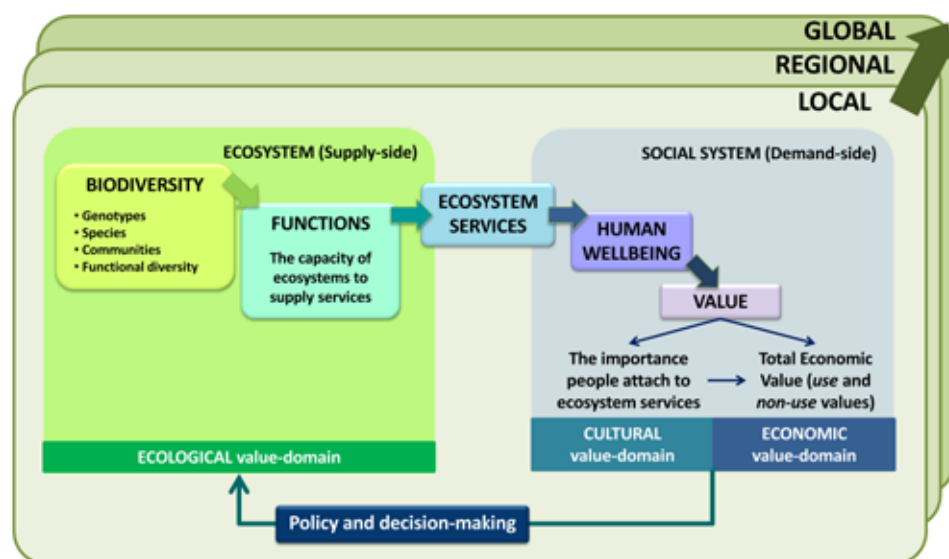 GLOBAL
REGIONAL
LOCAL
ECOSYSTEM (Supply-side)
BIODIVERSITY
• Genotypes
• Species
• Communities
• Functional diversity
FUNCTIONS
The capacity of
ecosystems to
supply services
ECOSYSTEM
SERVICES
SOCIAL SYSTEM (Demand-side)
HUMAN
WELLBEING
VALUE
The importance
people attach to
ecosystem services
Total Economic
Value (use and
non-use values)
ECOLOGICAL value-domain
CULTURAL
value-domain
ECONOMIC
value-domain
Policy and decision-making